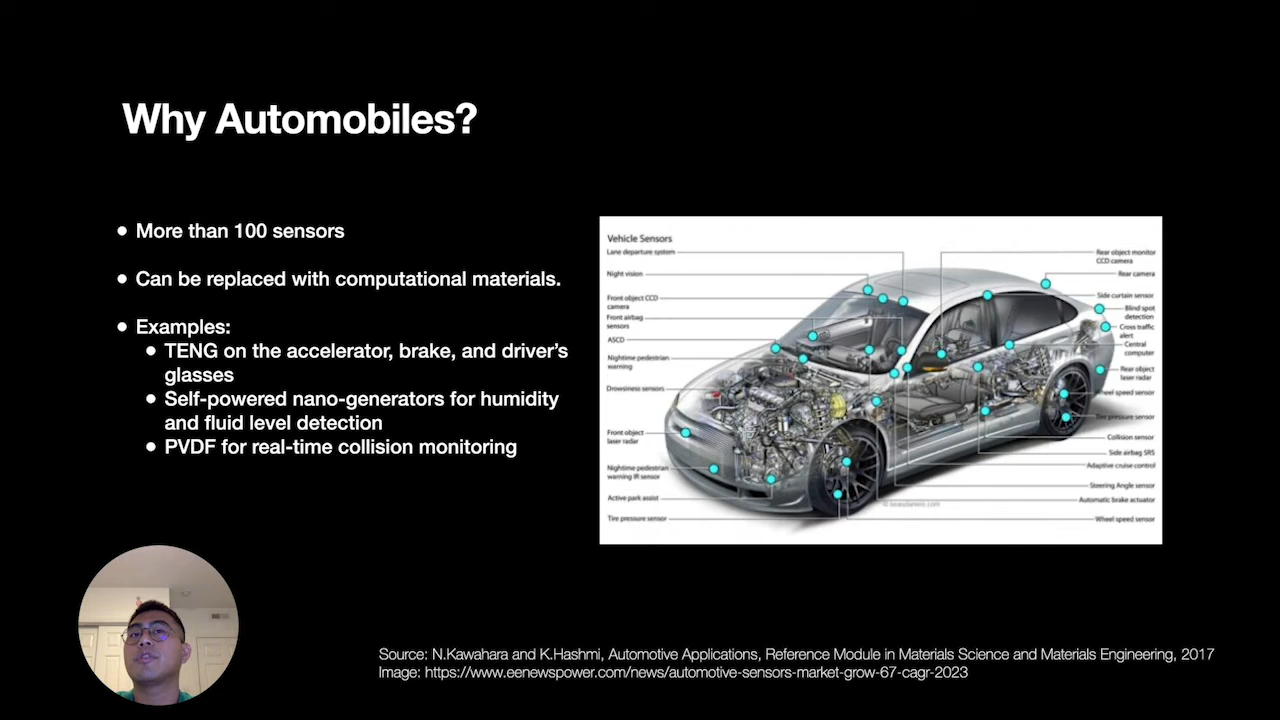 Why Automobiles?
• More than 100 sensors
• Can be replaced with computational materials.
• Examples:
• TENG on the accelerator, brake, and driver's
glasses
• Self-powered nano-generators for humidity
and fluid level detection
• PVDF for real-time collision monitoring
Vehicle Sensors
Lane departure system
Night vision
Front object CCD
camera
Front airbag
sensors
ASCD
Nightime pedestrian
warning
Drowsiness sensors
Front object
laser radar
Nightime pedestrian
warning IR sensor
Active park assist
Tire pressure sensor
Rear object monitor
CCD camera
Rear camera
Side curtain sensor
Blind spot
detection
Cross traffic
alert
Central
computer
Rear object
laser radar
Wheel speed sensor
Tire pressure sensor
Collision sensor
Side airbag SRS
Adaptive cruise control
Steering Angle sensor
Automatic brake actuator
Wheel speed sensor
Source: N.Kawahara and K.Hashmi, Automotive Applications, Reference Module in Materials Science and Materials Engineering, 2017
Image: https://www.eenewspower.com/news/automotive-sensors-market-grow-67-cagr-2023